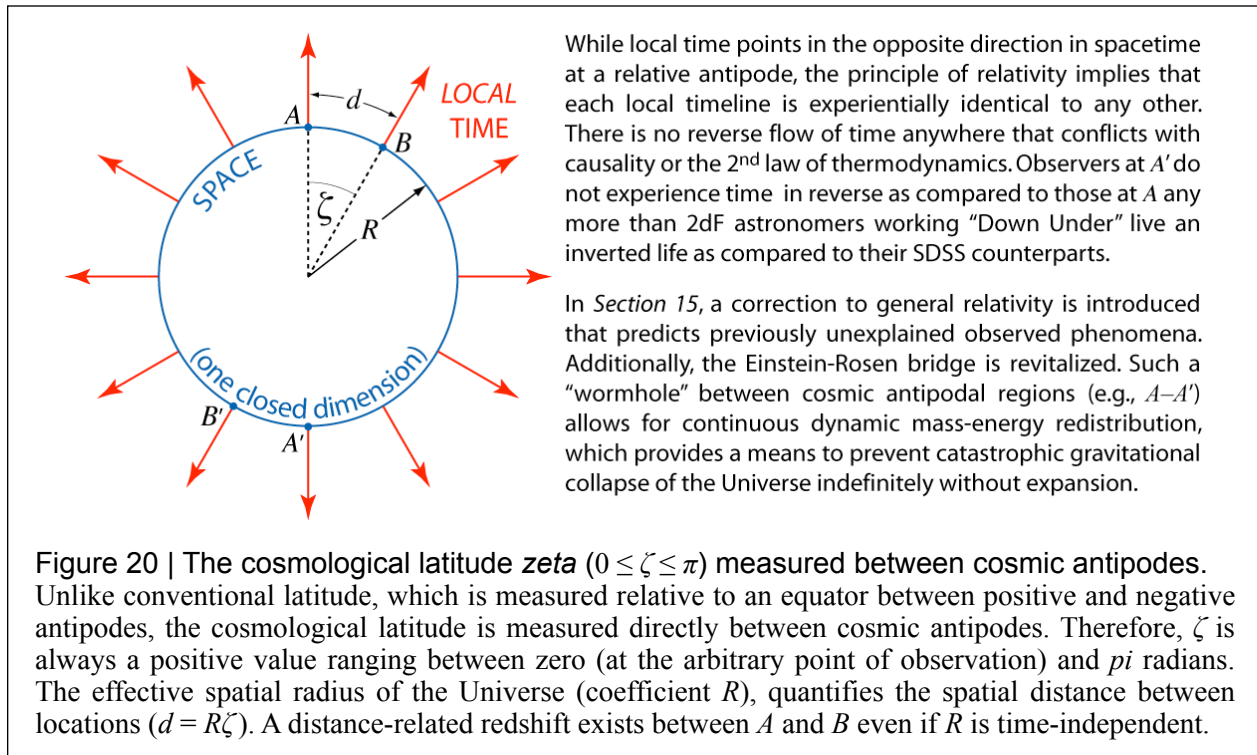 A
d
LOCAL
TIME
B
SPACE
ζ
R
(one closed dimension)
B′
A′
While local time points in the opposite direction in spacetime
at a relative antipode, the principle of relativity implies that
each local timeline is experientially identical to any other.
There is no reverse flow of time anywhere that conflicts with
causality or the 2nd law of thermodynamics. Observers at A′ do
not experience time in reverse as compared to those at A any
more than 2dF astronomers working “Down Under” live an
inverted life as compared to their SDSS counterparts.
In Section 15, a correction to general relativity is introduced
that predicts previously unexplained observed phenomena.
Additionally, the Einstein-Rosen bridge is revitalized. Such a
“wormhole” between cosmic antipodal regions (e.g., A–A′)
allows for continuous dynamic mass-energy redistribution,
which provides a means to prevent catastrophic gravitational
collapse of the Universe indefinitely without expansion.
Figure 20 | The cosmological latitude zeta (0 ≤ ζ ≤ π) measured between cosmic antipodes.
Unlike conventional latitude, which is measured relative to an equator between positive and negative
antipodes, the cosmological latitude is measured directly between cosmic antipodes. Therefore, ζ is
always a positive value ranging between zero (at the arbitrary point of observation) and pi radians.
The effective spatial radius of the Universe (coefficient R), quantifies the spatial distance between
locations (d = Rζ). A distance-related redshift exists between A and B even if R is time-independent.